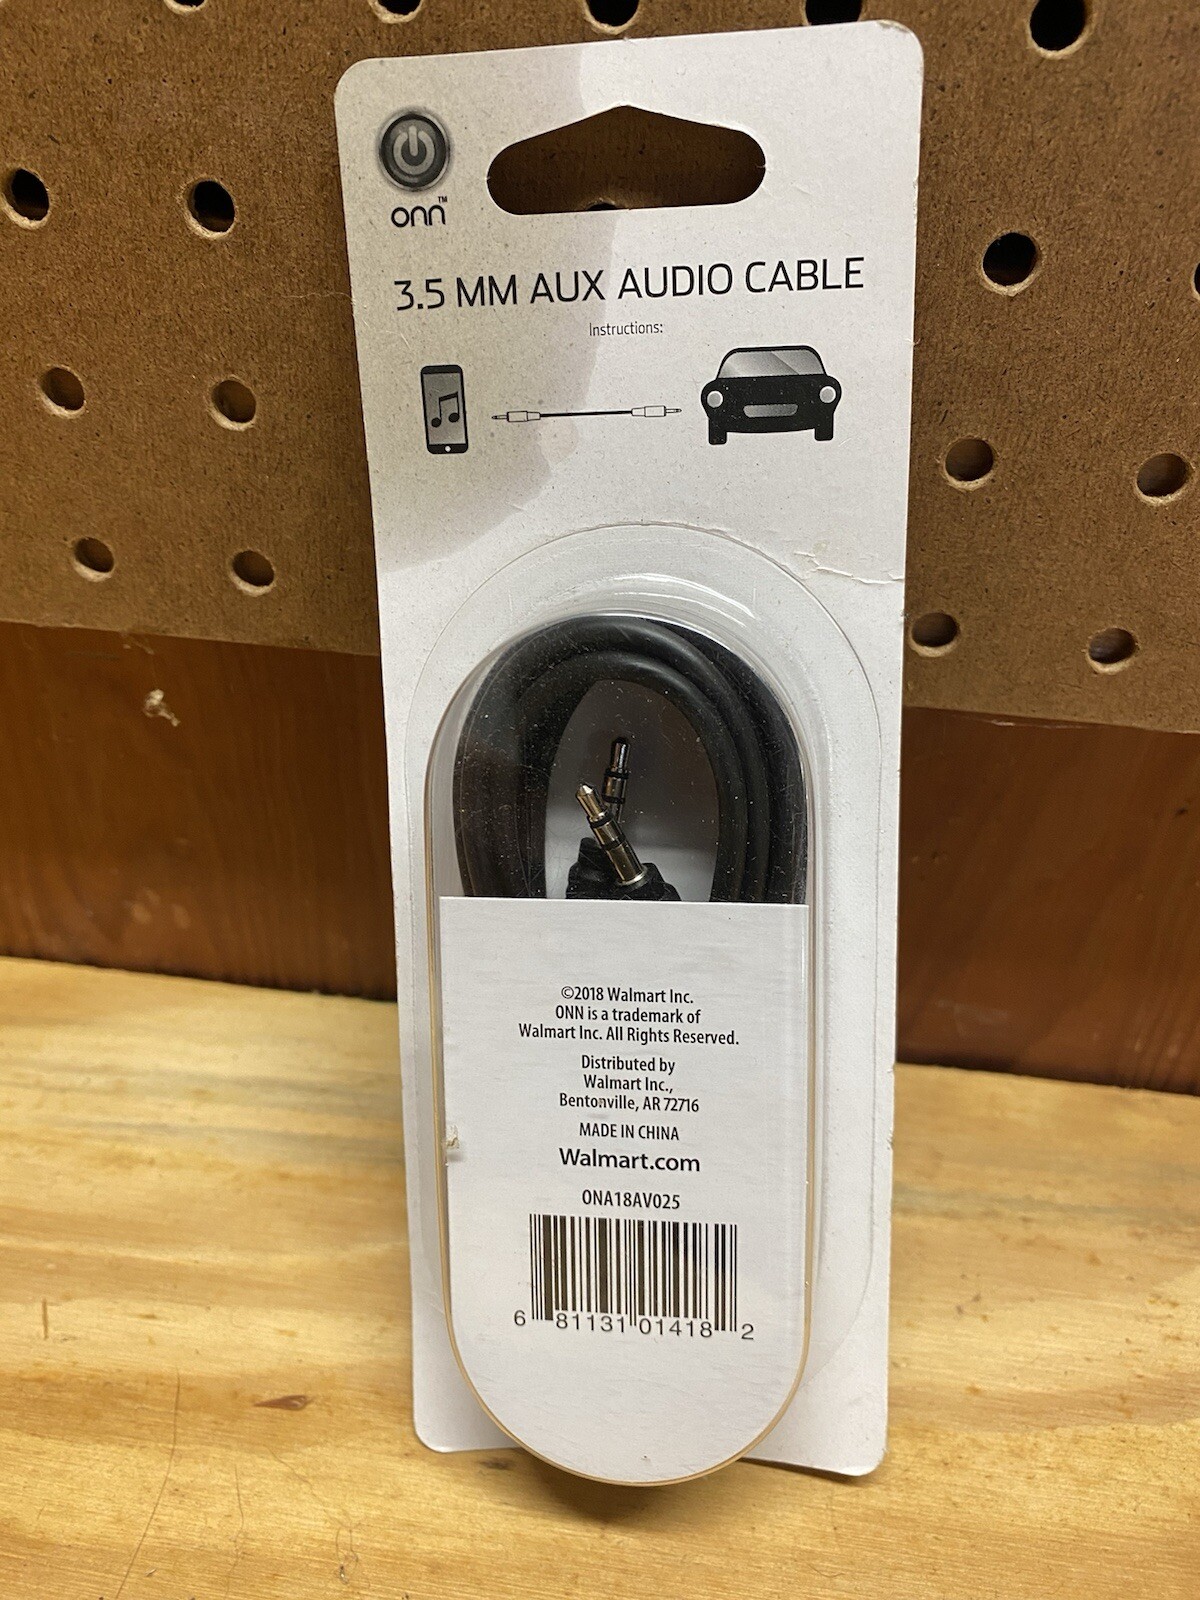 onn™
3.5 MM AUX AUDIO CABLE
Instructions:
©2018 Walmart Inc.
ONN is a trademark of
Walmart Inc. All Rights Reserved.
Distributed by
Walmart Inc.,
Bentonville, AR 72716
MADE IN CHINA
Walmart.com
ONA18AV025
6 81131 01418 2